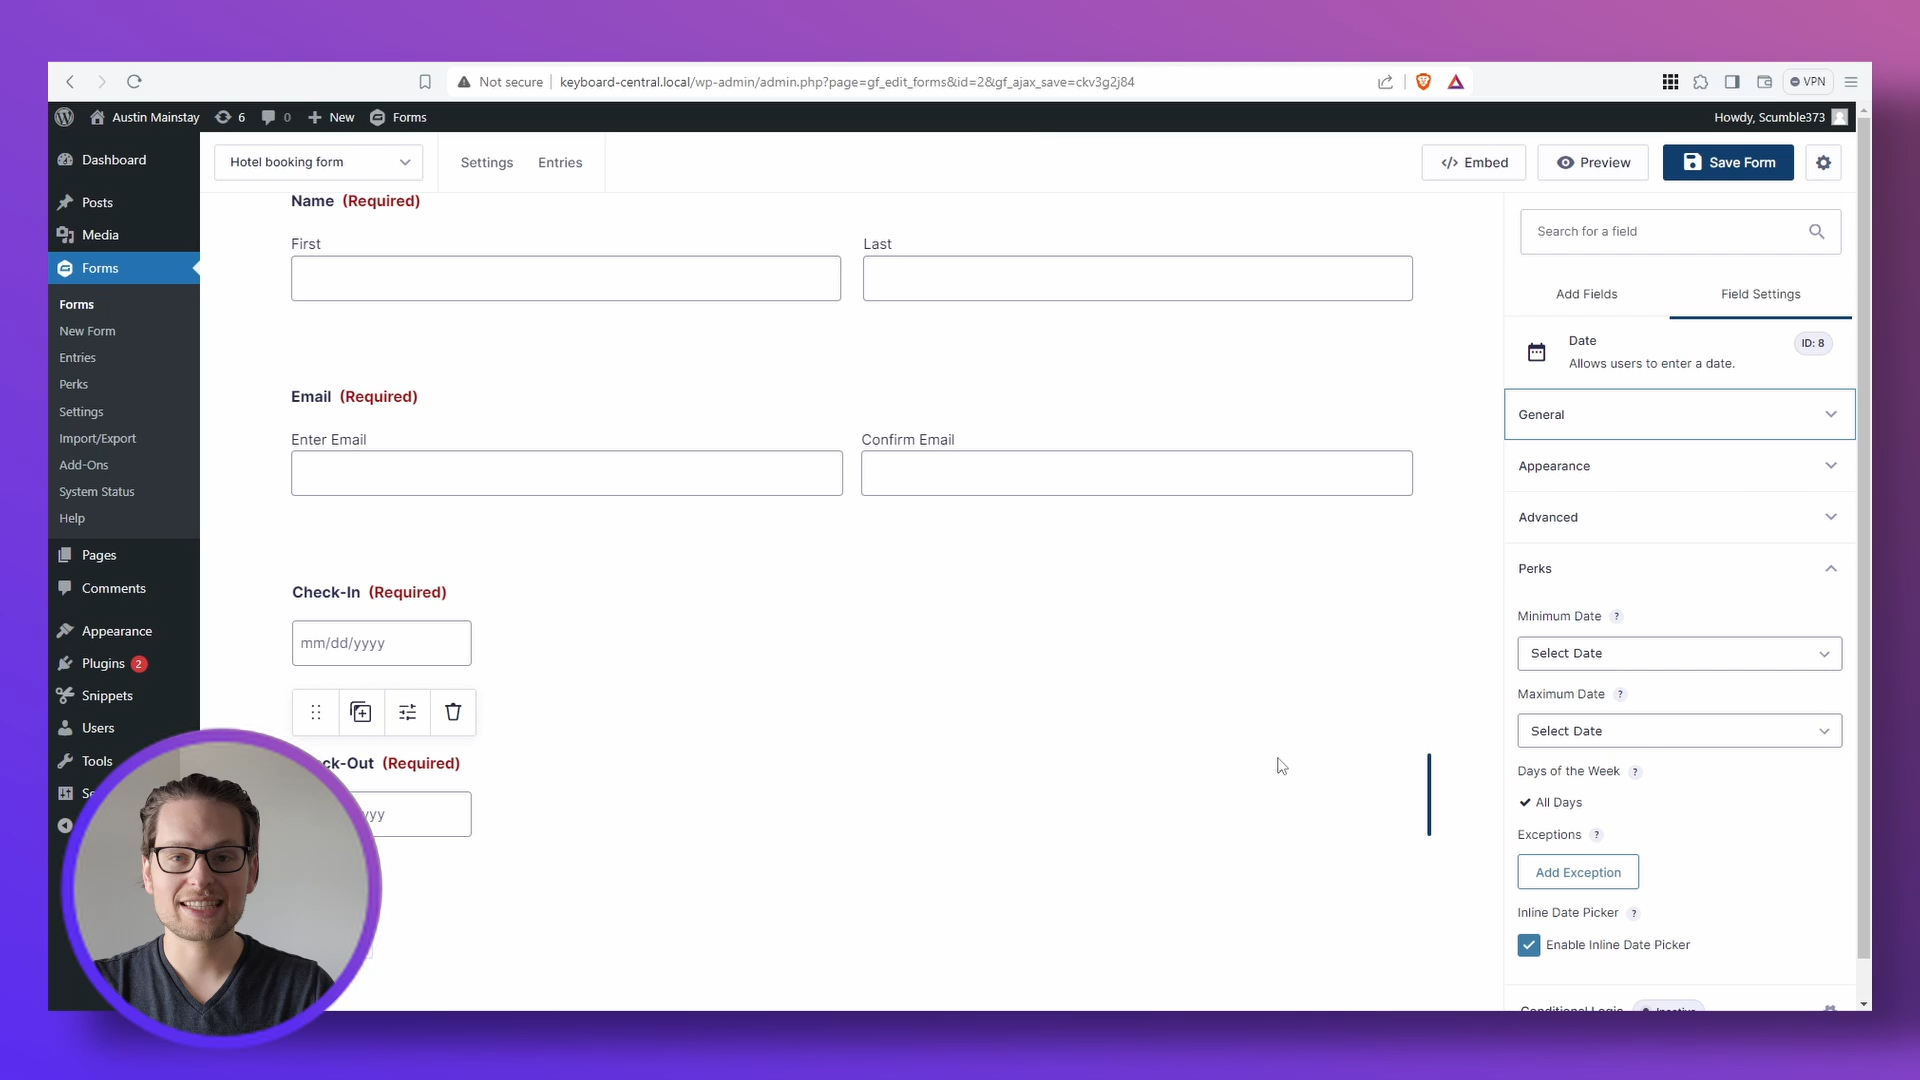 Not secure
keyboard-central.local/wp-admin/admin.php?page=gf_edit_forms&id=2&gf_ajax_save=ckv3g2j84
VPN
Austin Mainstay
6
0
New
Forms
Howdy, Scumble373
Dashboard
Posts
Media
Forms
Forms
New Form
Entries
Perks
Settings
Import/Export
Add-Ons
System Status
Help
Pages
Comments
Appearance
Plugins 2
Snippets
Users
Tools
Hotel booking form
Settings
Entries
</> Embed
Preview
Save Form
Name (Required)
First
Last
Email (Required)
Enter Email
Confirm Email
Check-In (Required)
mm/dd/yyyy
ck-Out (Required)
yy
Search for a field
Add Fields
Field Settings
Date
ID: 8
Allows users to enter a date.
General
Appearance
Advanced
Perks
Minimum Date ?
Select Date
Maximum Date ?
Select Date
Days of the Week ?
All Days
Exceptions ?
Add Exception
Inline Date Picker ?
Enable Inline Date Picker
Conditional Logic